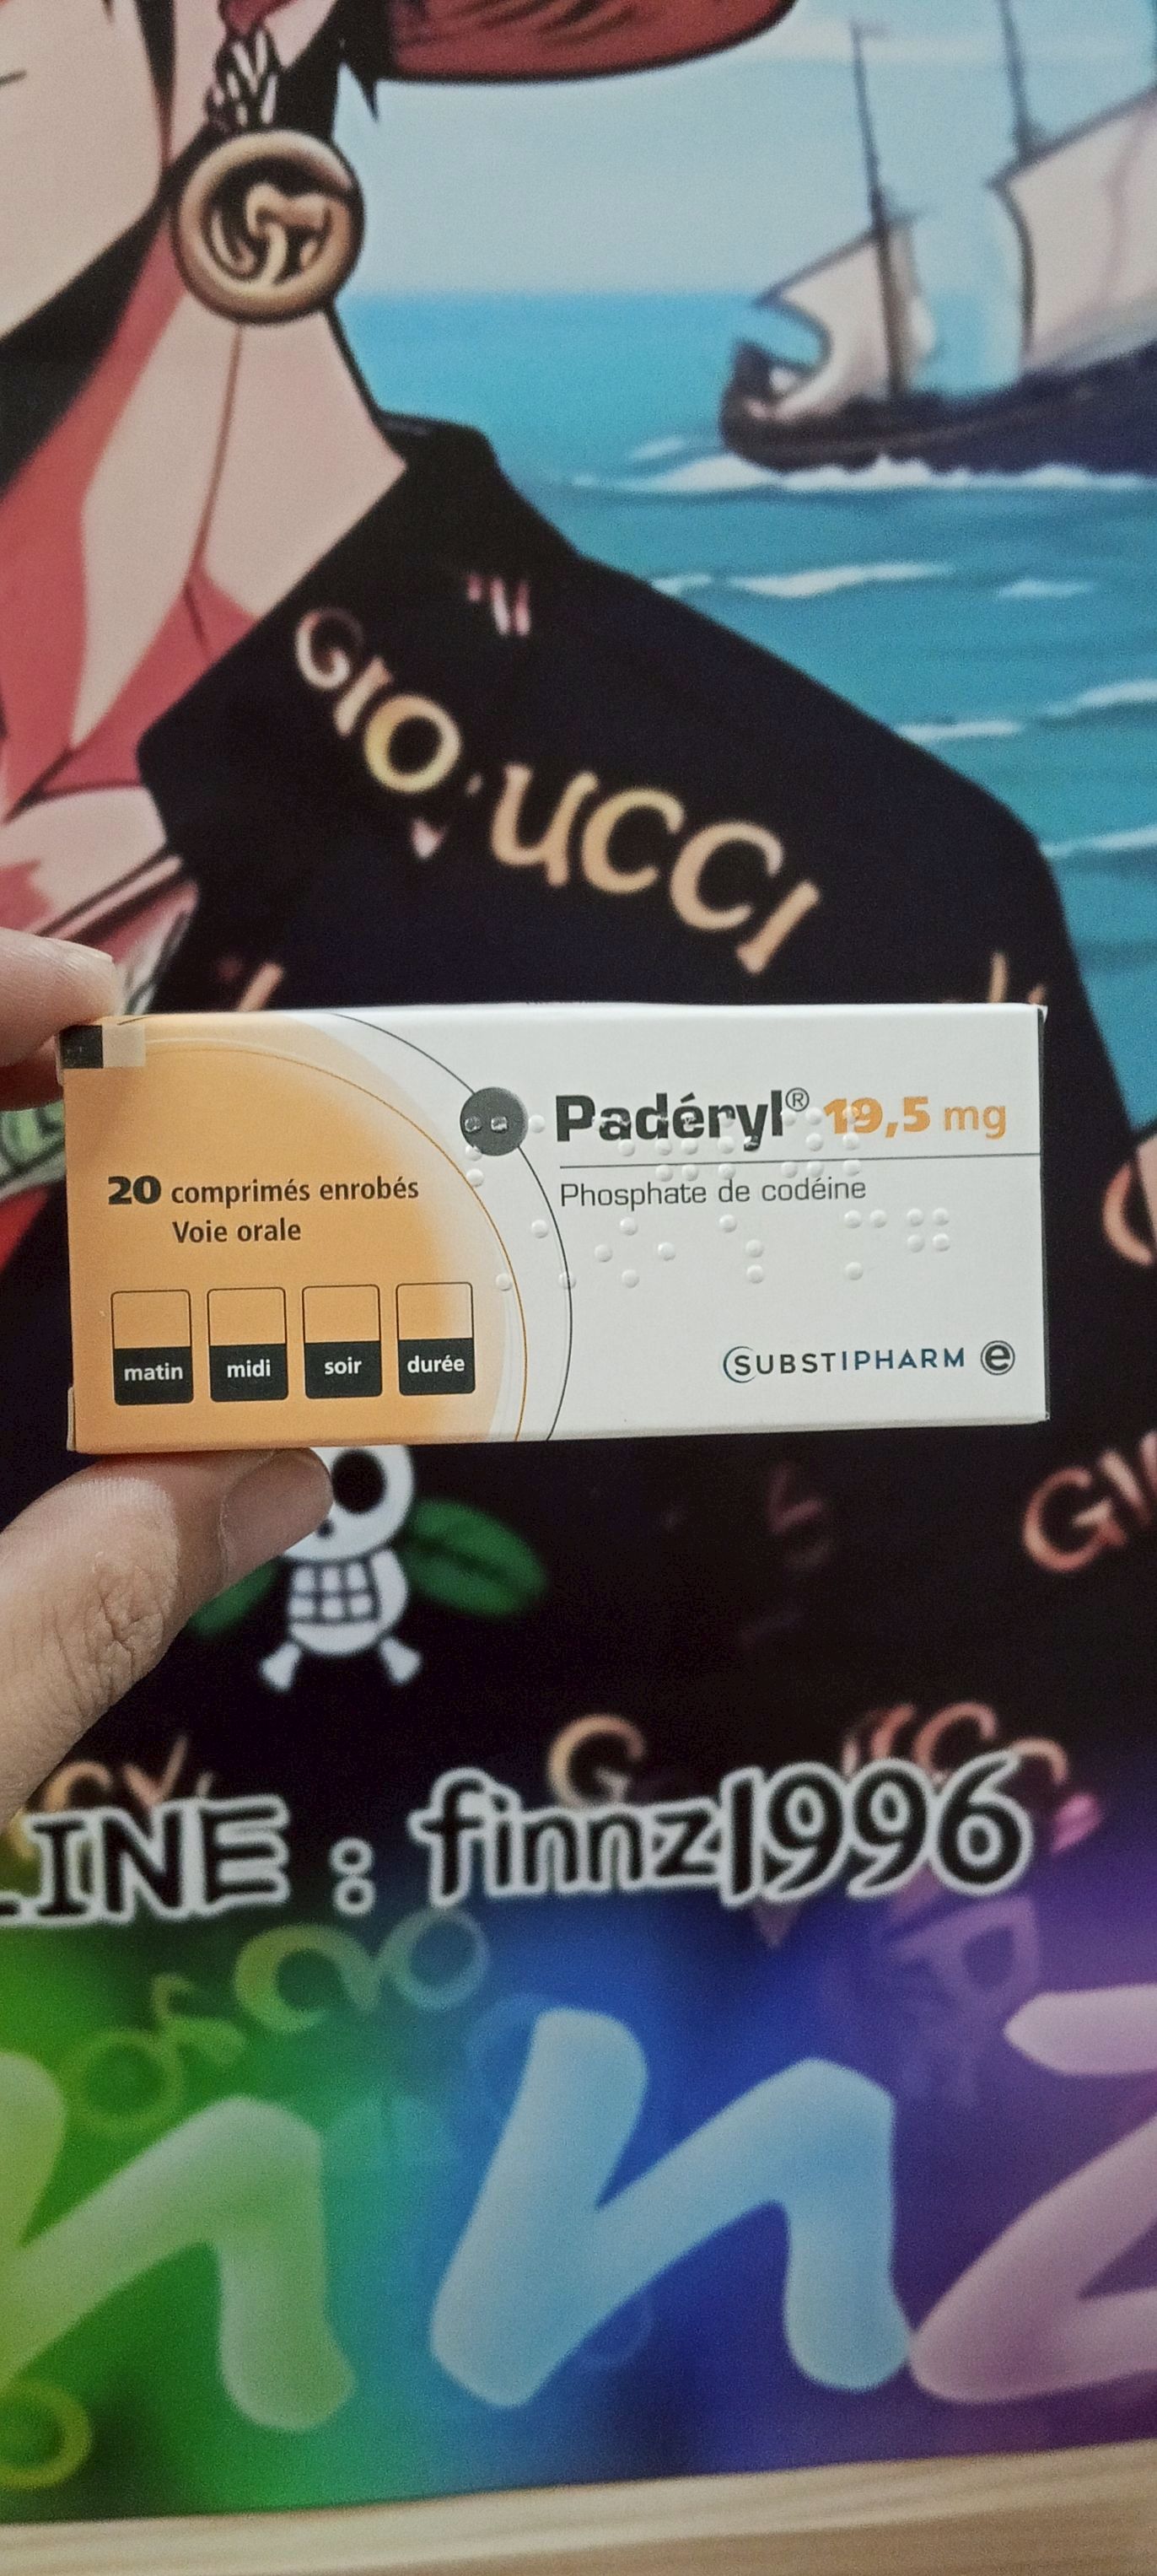 GIO UCCI
Padéryl® 19,5 mg
Phosphate de codéine
20 comprimés enrobés
Voie orale
matin midi soir durée
SUBSTIPHARM e
LINE : finnz1996
nnz